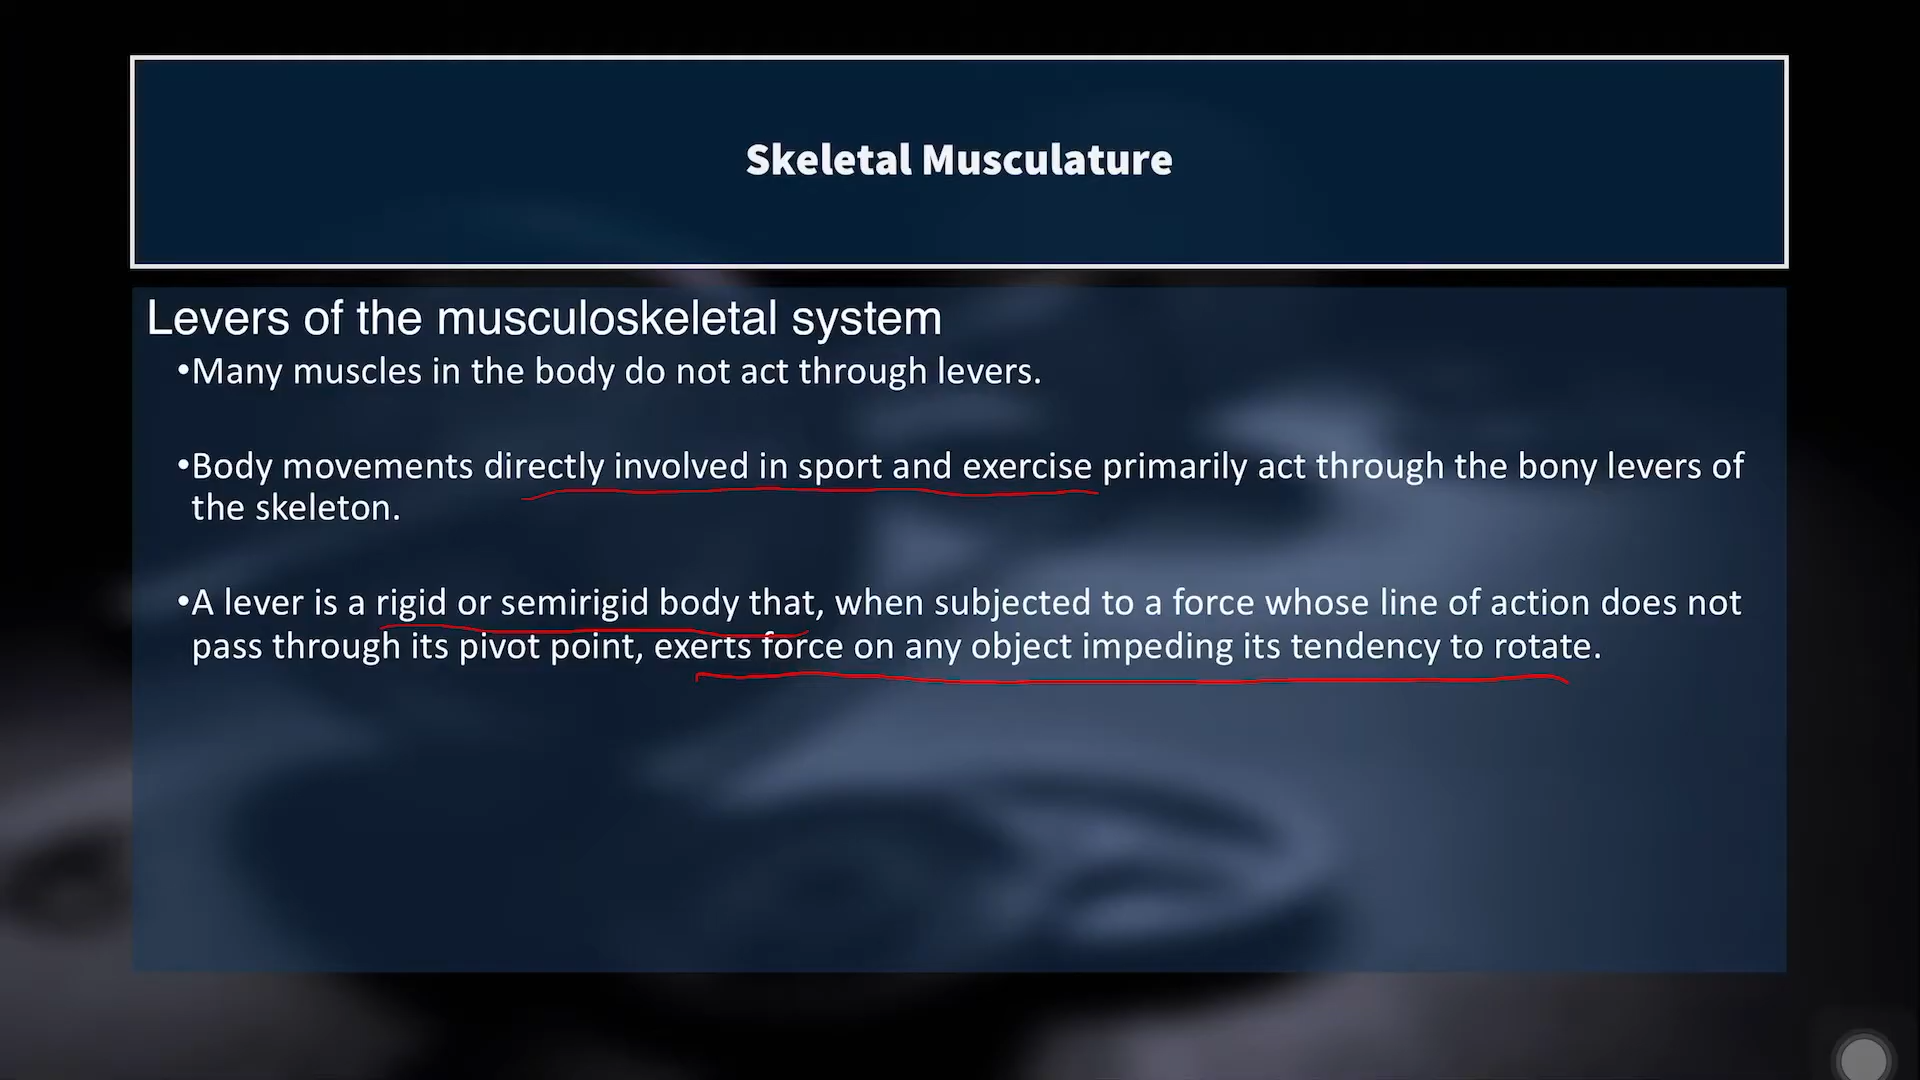 Skeletal Musculature
Levers of the musculoskeletal system
•Many muscles in the body do not act through levers.
•Body movements directly involved in sport and exercise primarily act through the bony levers of
the skeleton.
•A lever is a rigid or semirigid body that, when subjected to a force whose line of action does not
pass through its pivot point, exerts force on any object impeding its tendency to rotate.